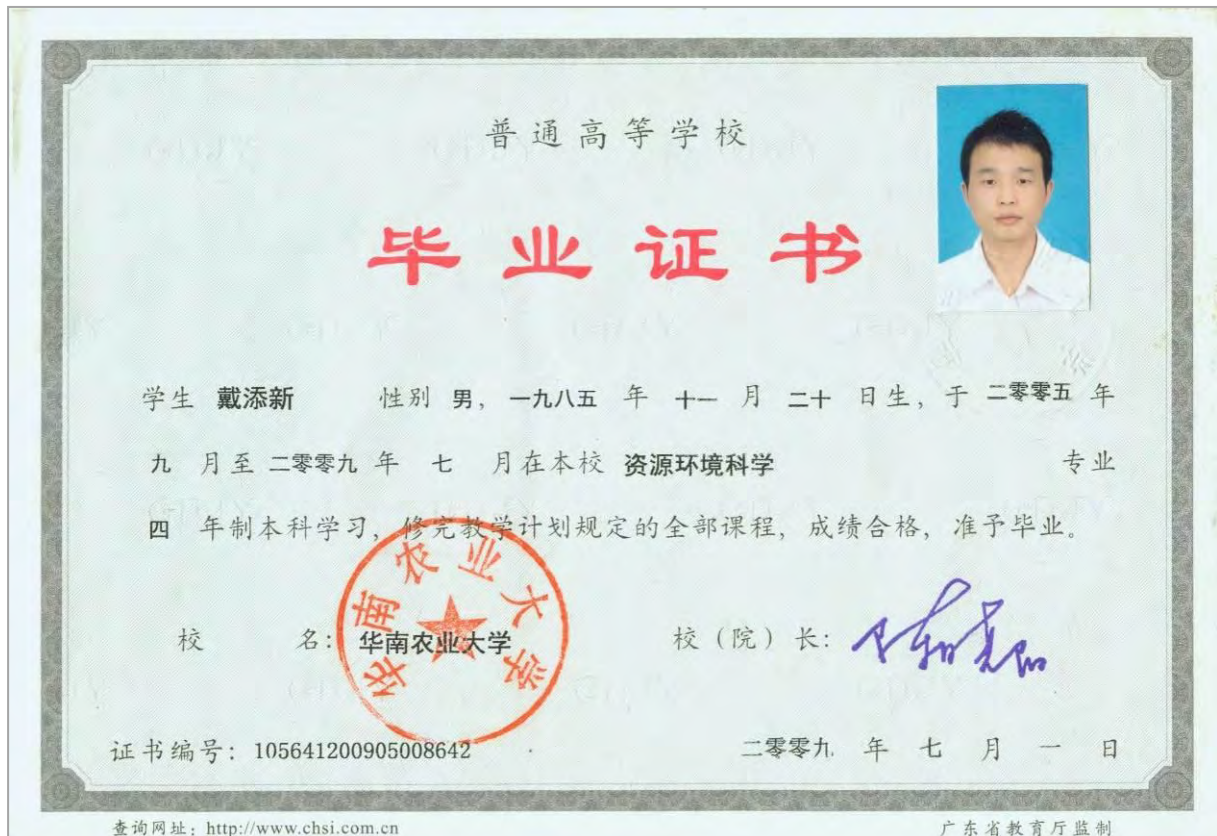 普通高等学校
毕业证书
学生 戴添新 性别 男，一九八五 年 十一 月 二十 日生，于 二零零五 年
九 月至 二零零九 年 七 月在本校 资源环境科学 专业
四 年制本科学习，修完教学计划规定的全部课程，成绩合格，准予毕业。
华南农业大学
校 名：华南农业大学 校（院）长：
证书编号：105641200905008642 二零零九 年 七 月 一 日
查询网址：http://www.chsi.com.cn 广东省教育厅监制